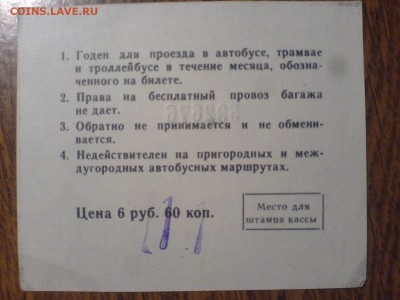 COINS.LAVE.RU
1. Годен для проезда в автобусе, трамвае
и троллейбусе в течение месяца, обозна-
ченного на билете.
2. Права на бесплатный провоз багажа
не дает.
3. Обратно не принимается и не обмени-
вается.
4. Недействителен на пригородных и меж-
дугородных автобусных маршрутах.
Цена 6 руб. 60 коп.
Место для
штампа кассы